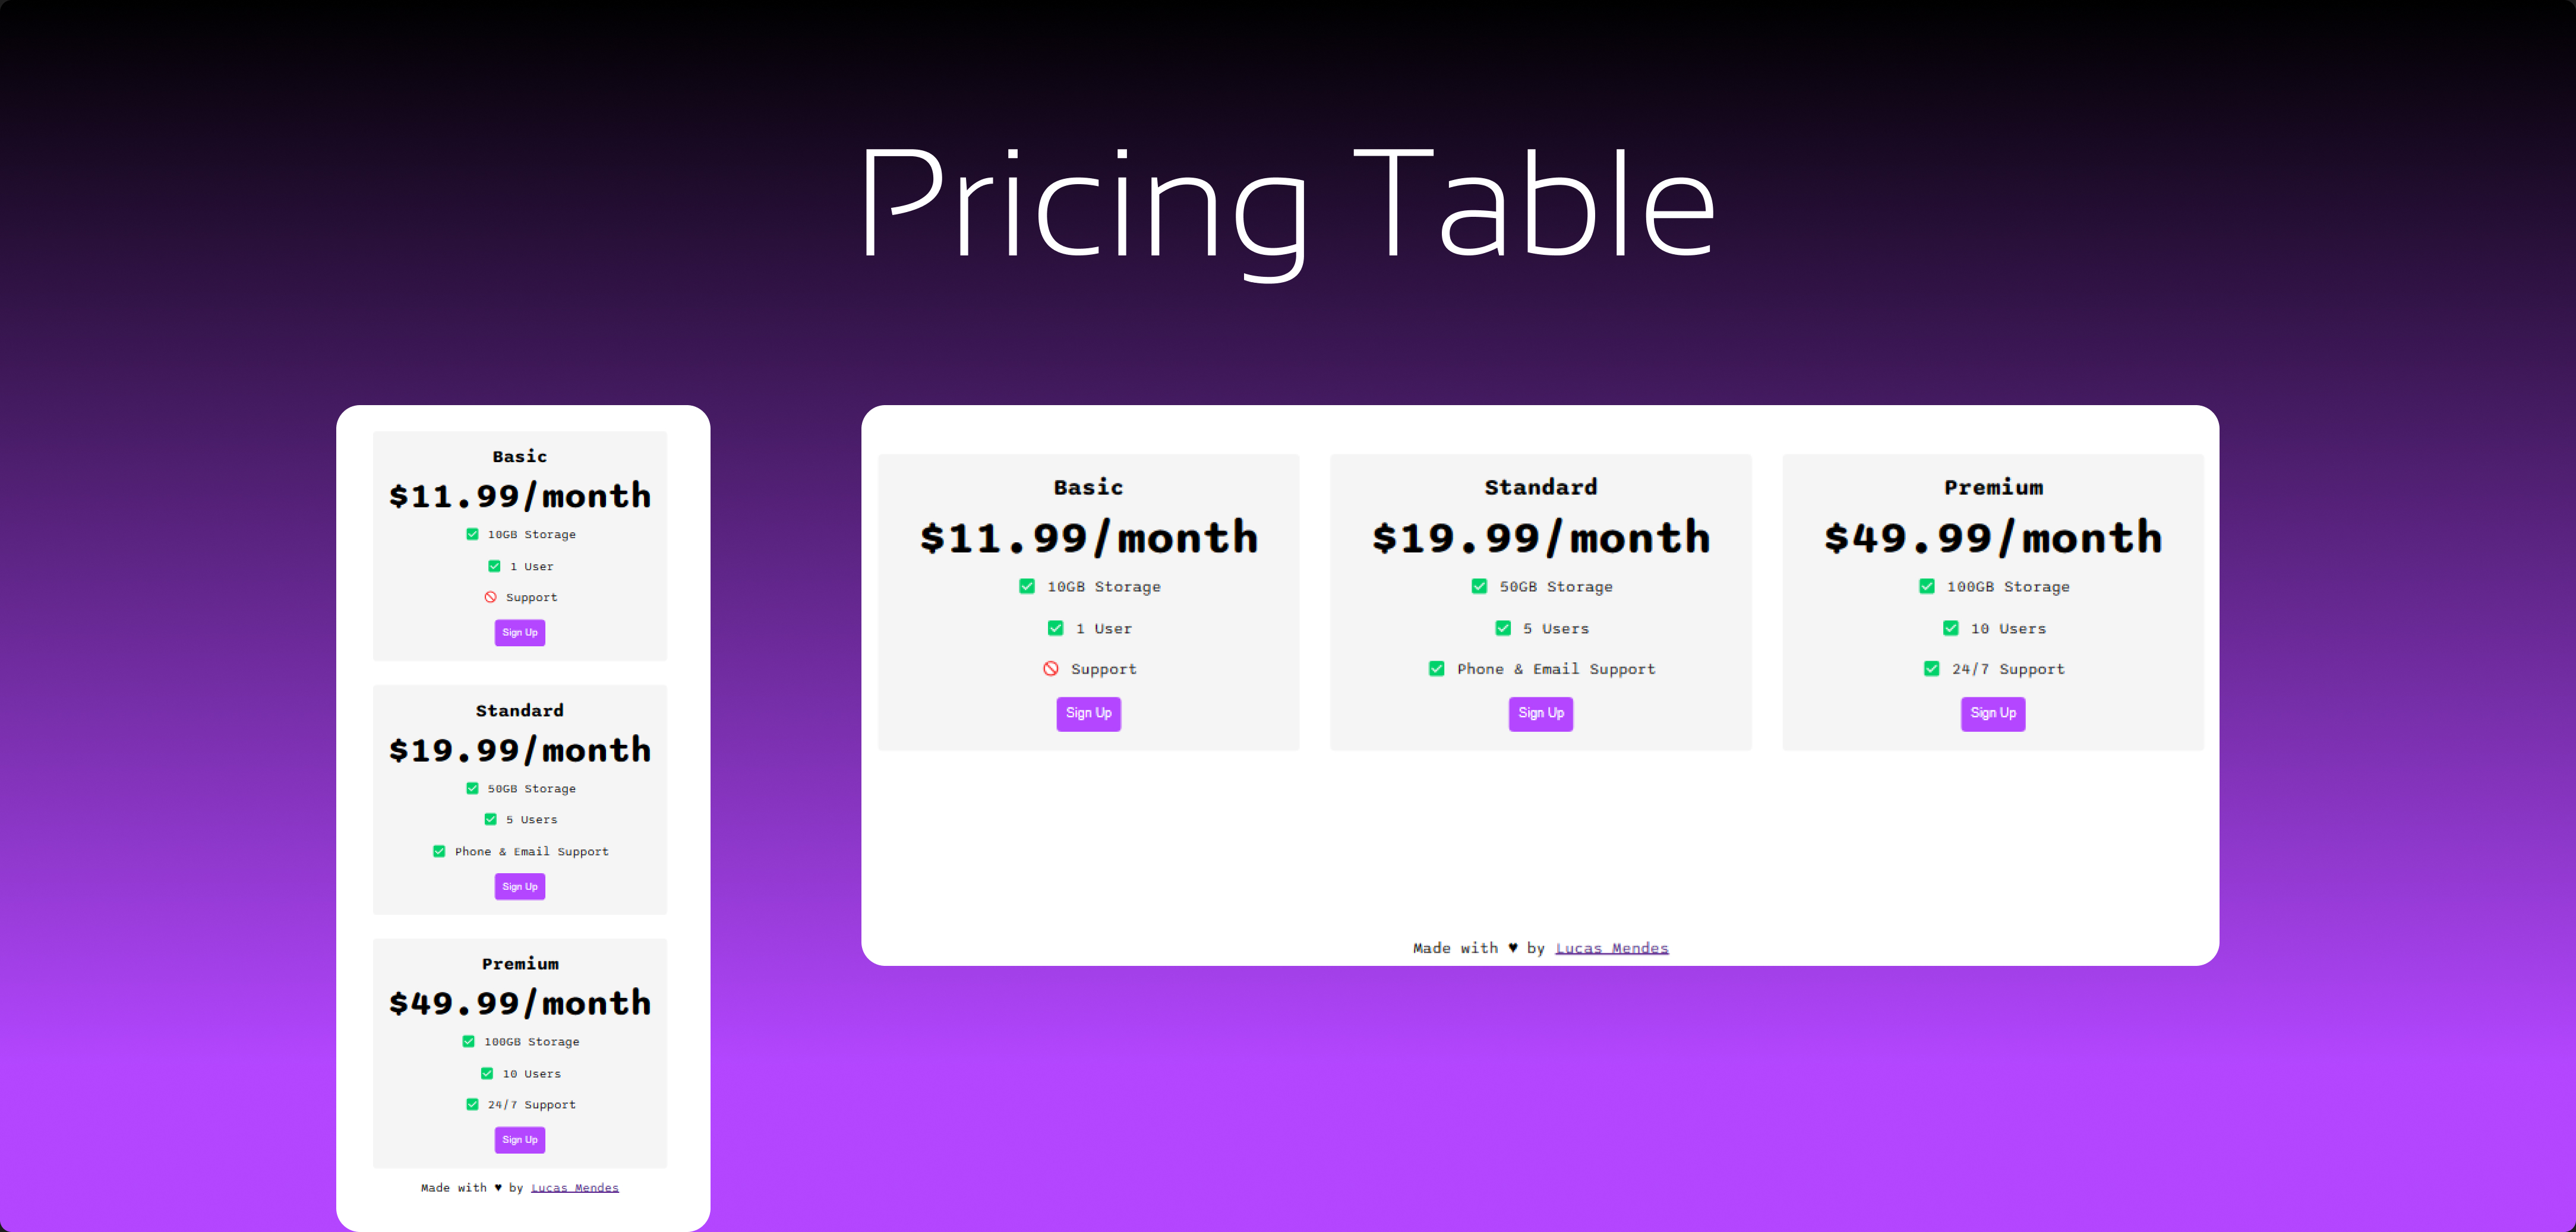 Pricing Table
Basic
$11.99/month
10GB Storage
1 User
Support
Sign Up
Standard
$19.99/month
50GB Storage
5 Users
Phone & Email Support
Sign Up
Premium
$49.99/month
100GB Storage
10 Users
24/7 Support
Sign Up
Made with ♥ by Lucas Mendes
Basic
$11.99/month
10GB Storage
1 User
Support
Sign Up
Standard
$19.99/month
50GB Storage
5 Users
Phone & Email Support
Sign Up
Premium
$49.99/month
100GB Storage
10 Users
24/7 Support
Sign Up
Made with ♥ by Lucas Mendes